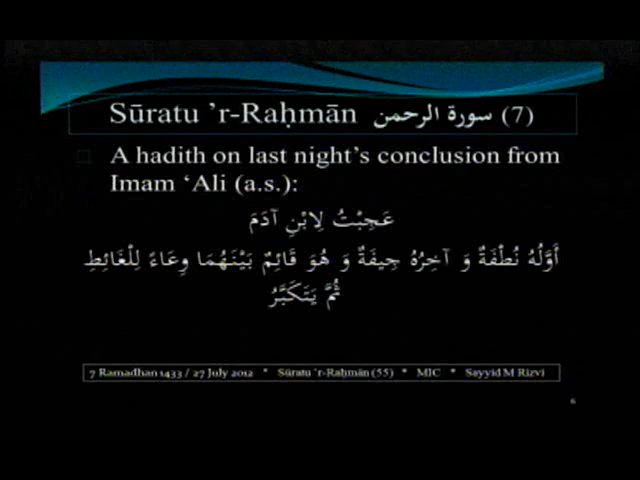 Sūratu ’r-Raḥmān سورة الرحمن (7)
A hadith on last night’s conclusion from
Imam ‘Ali (a.s.):
عَجِبْتُ لِابْنِ آدَمَ
أَوَّلُهُ نُطْفَةٌ وَ آخِرُهُ جِيفَةٌ وَ هُوَ قَائِمٌ بَيْنَهُمَا وِعَاءً لِلْغَائِطِ
ثُمَّ يَتَكَبَّرُ
7 Ramadhan 1433 / 27 July 2012 * Sūratu ’r-Raḥmān (55) * MIC * Sayyid M Rizvi
6